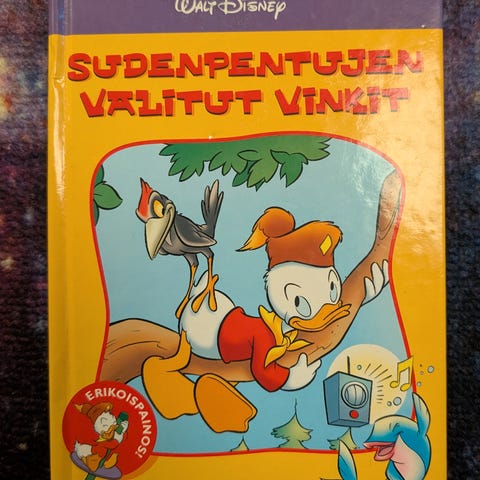 WALT DISNEY
SUDENPENTUJEN
VALITUT VINKIT
ERIKOISPAINOS!